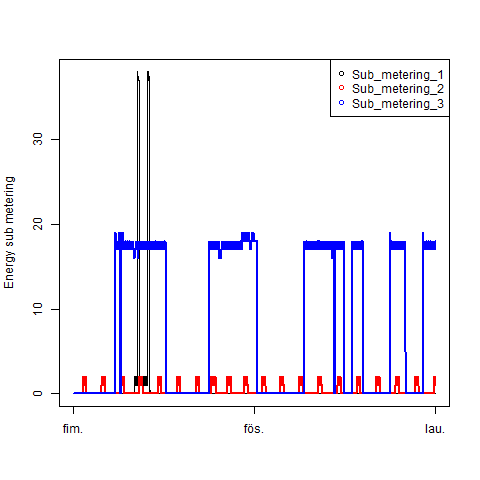 Sub_metering_1
Sub_metering_2
Sub_metering_3
Energy sub metering
30
20
10
0
fim.
fös.
lau.